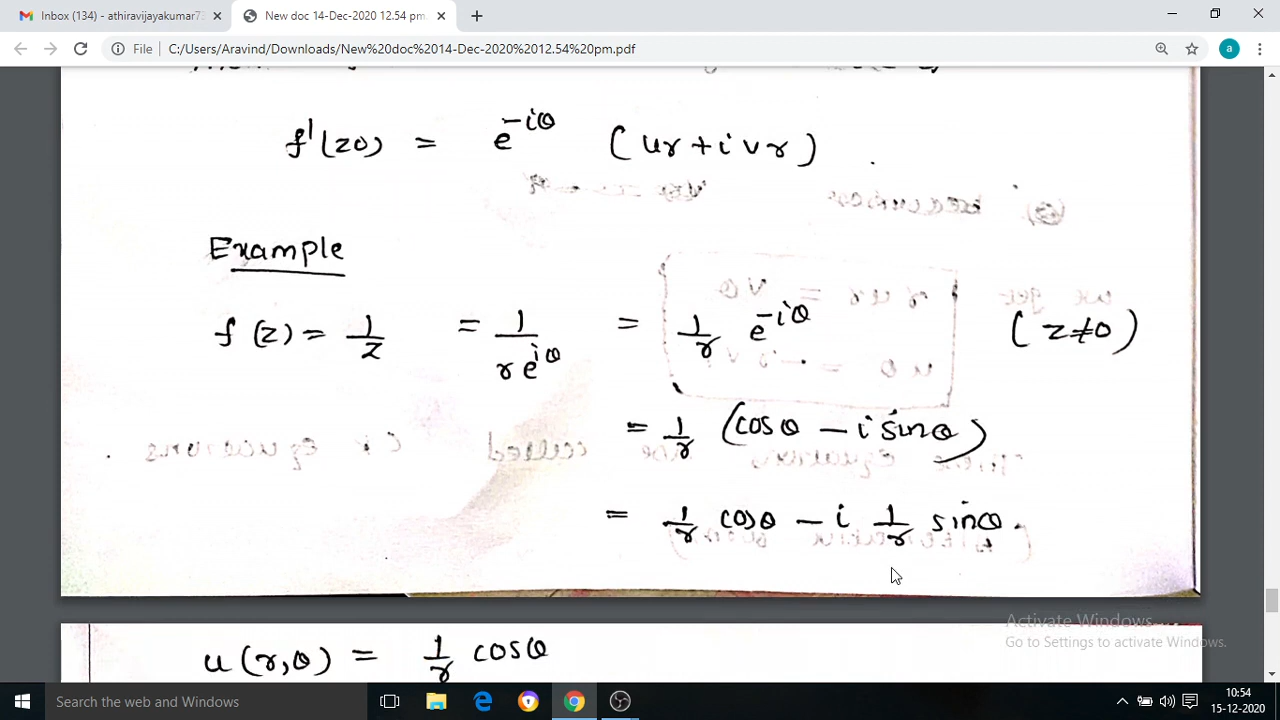 Inbox (134) - athiravijayakumar73
New doc 14-Dec-2020 12.54 pm.
File
C:/Users/Aravind/Downloads/New%20doc%2014-Dec-2020%2012.54%20pm.pdf
a
f'(z0) = e^-iθ (ur + i vr).
Example
f(z) = 1/z = 1/re^iθ = 1/r e^-iθ (z≠0)
= 1/r (cosθ - i sinθ)
= 1/r cosθ - i 1/r sinθ.
Activate Windows
Go to Settings to activate Windows.
u(r,θ) = 1/r cosθ
Search the web and Windows
10:54
15-12-2020